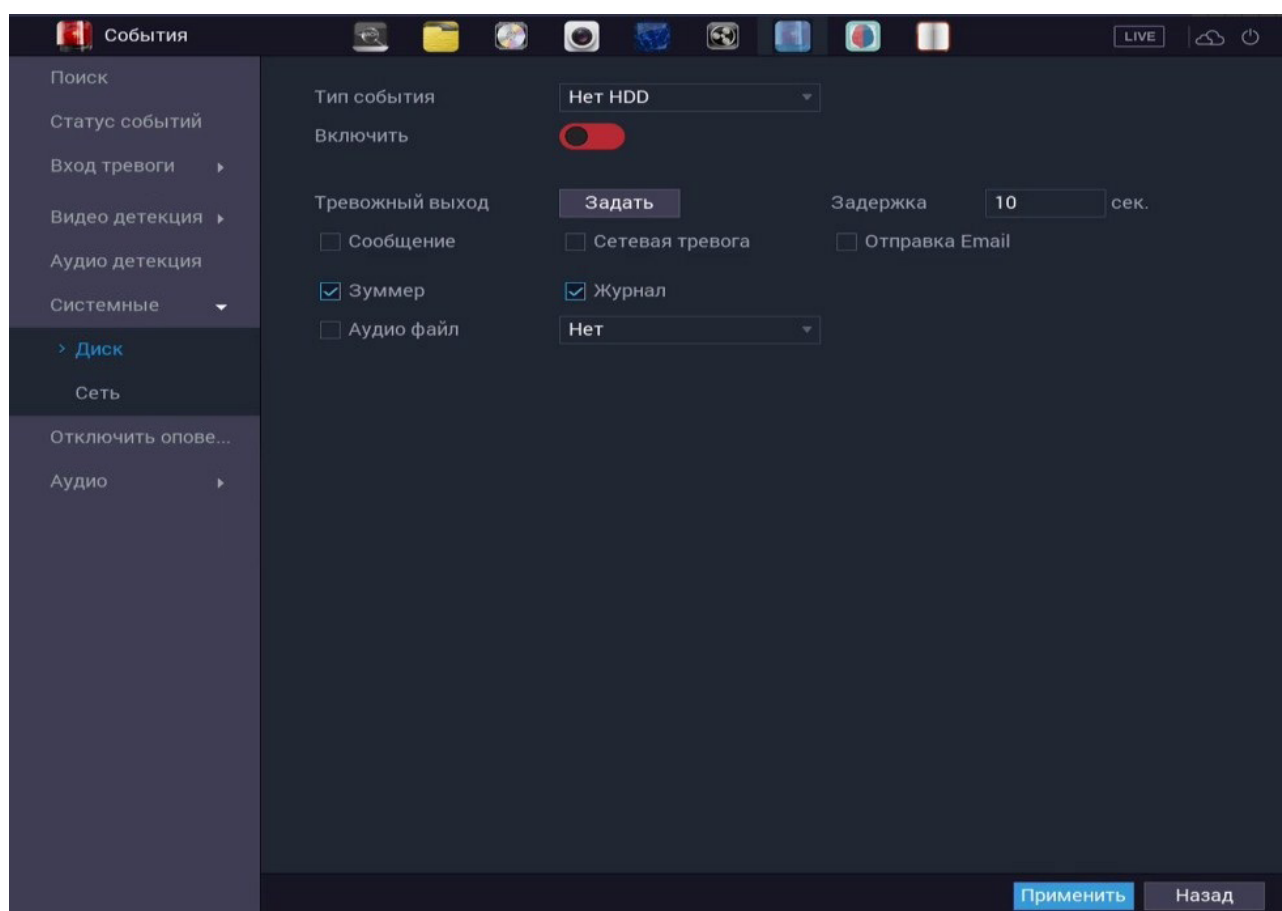 События
LIVE
Поиск
Статус событий
Вход тревоги
Видео детекция
Аудио детекция
Системные
> Диск
Сеть
Отключить опове...
Аудио
Тип события Нет HDD
Включить
Тревожный выход Задать Задержка 10 сек.
Сообщение Сетевая тревога Отправка Email
Зуммер Журнал
Аудио файл Нет
Применить Назад